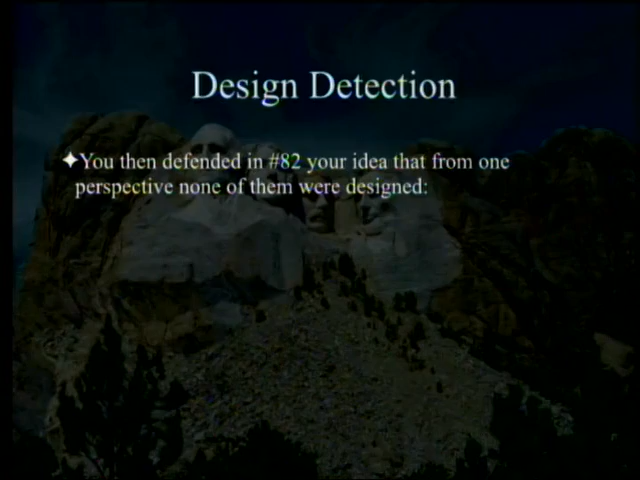 Design Detection
✦You then defended in #82 your idea that from one
perspective none of them were designed: